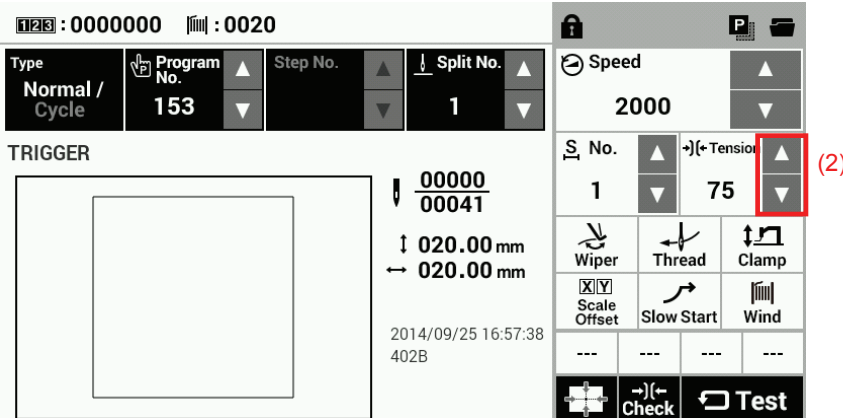 123 : 0000000 : 0020
P
Type
Normal /
Cycle
P Program
No.
153
Step No.
Split No.
1
Speed
2000
TRIGGER
S No.
1
Tension
75
(2)
00000
00041
020.00 mm
020.00 mm
Wiper
Thread
Clamp
X Y
Scale
Offset
Slow Start
Wind
2014/09/25 16:57:38
402B
--- --- --- ---
Check
Test